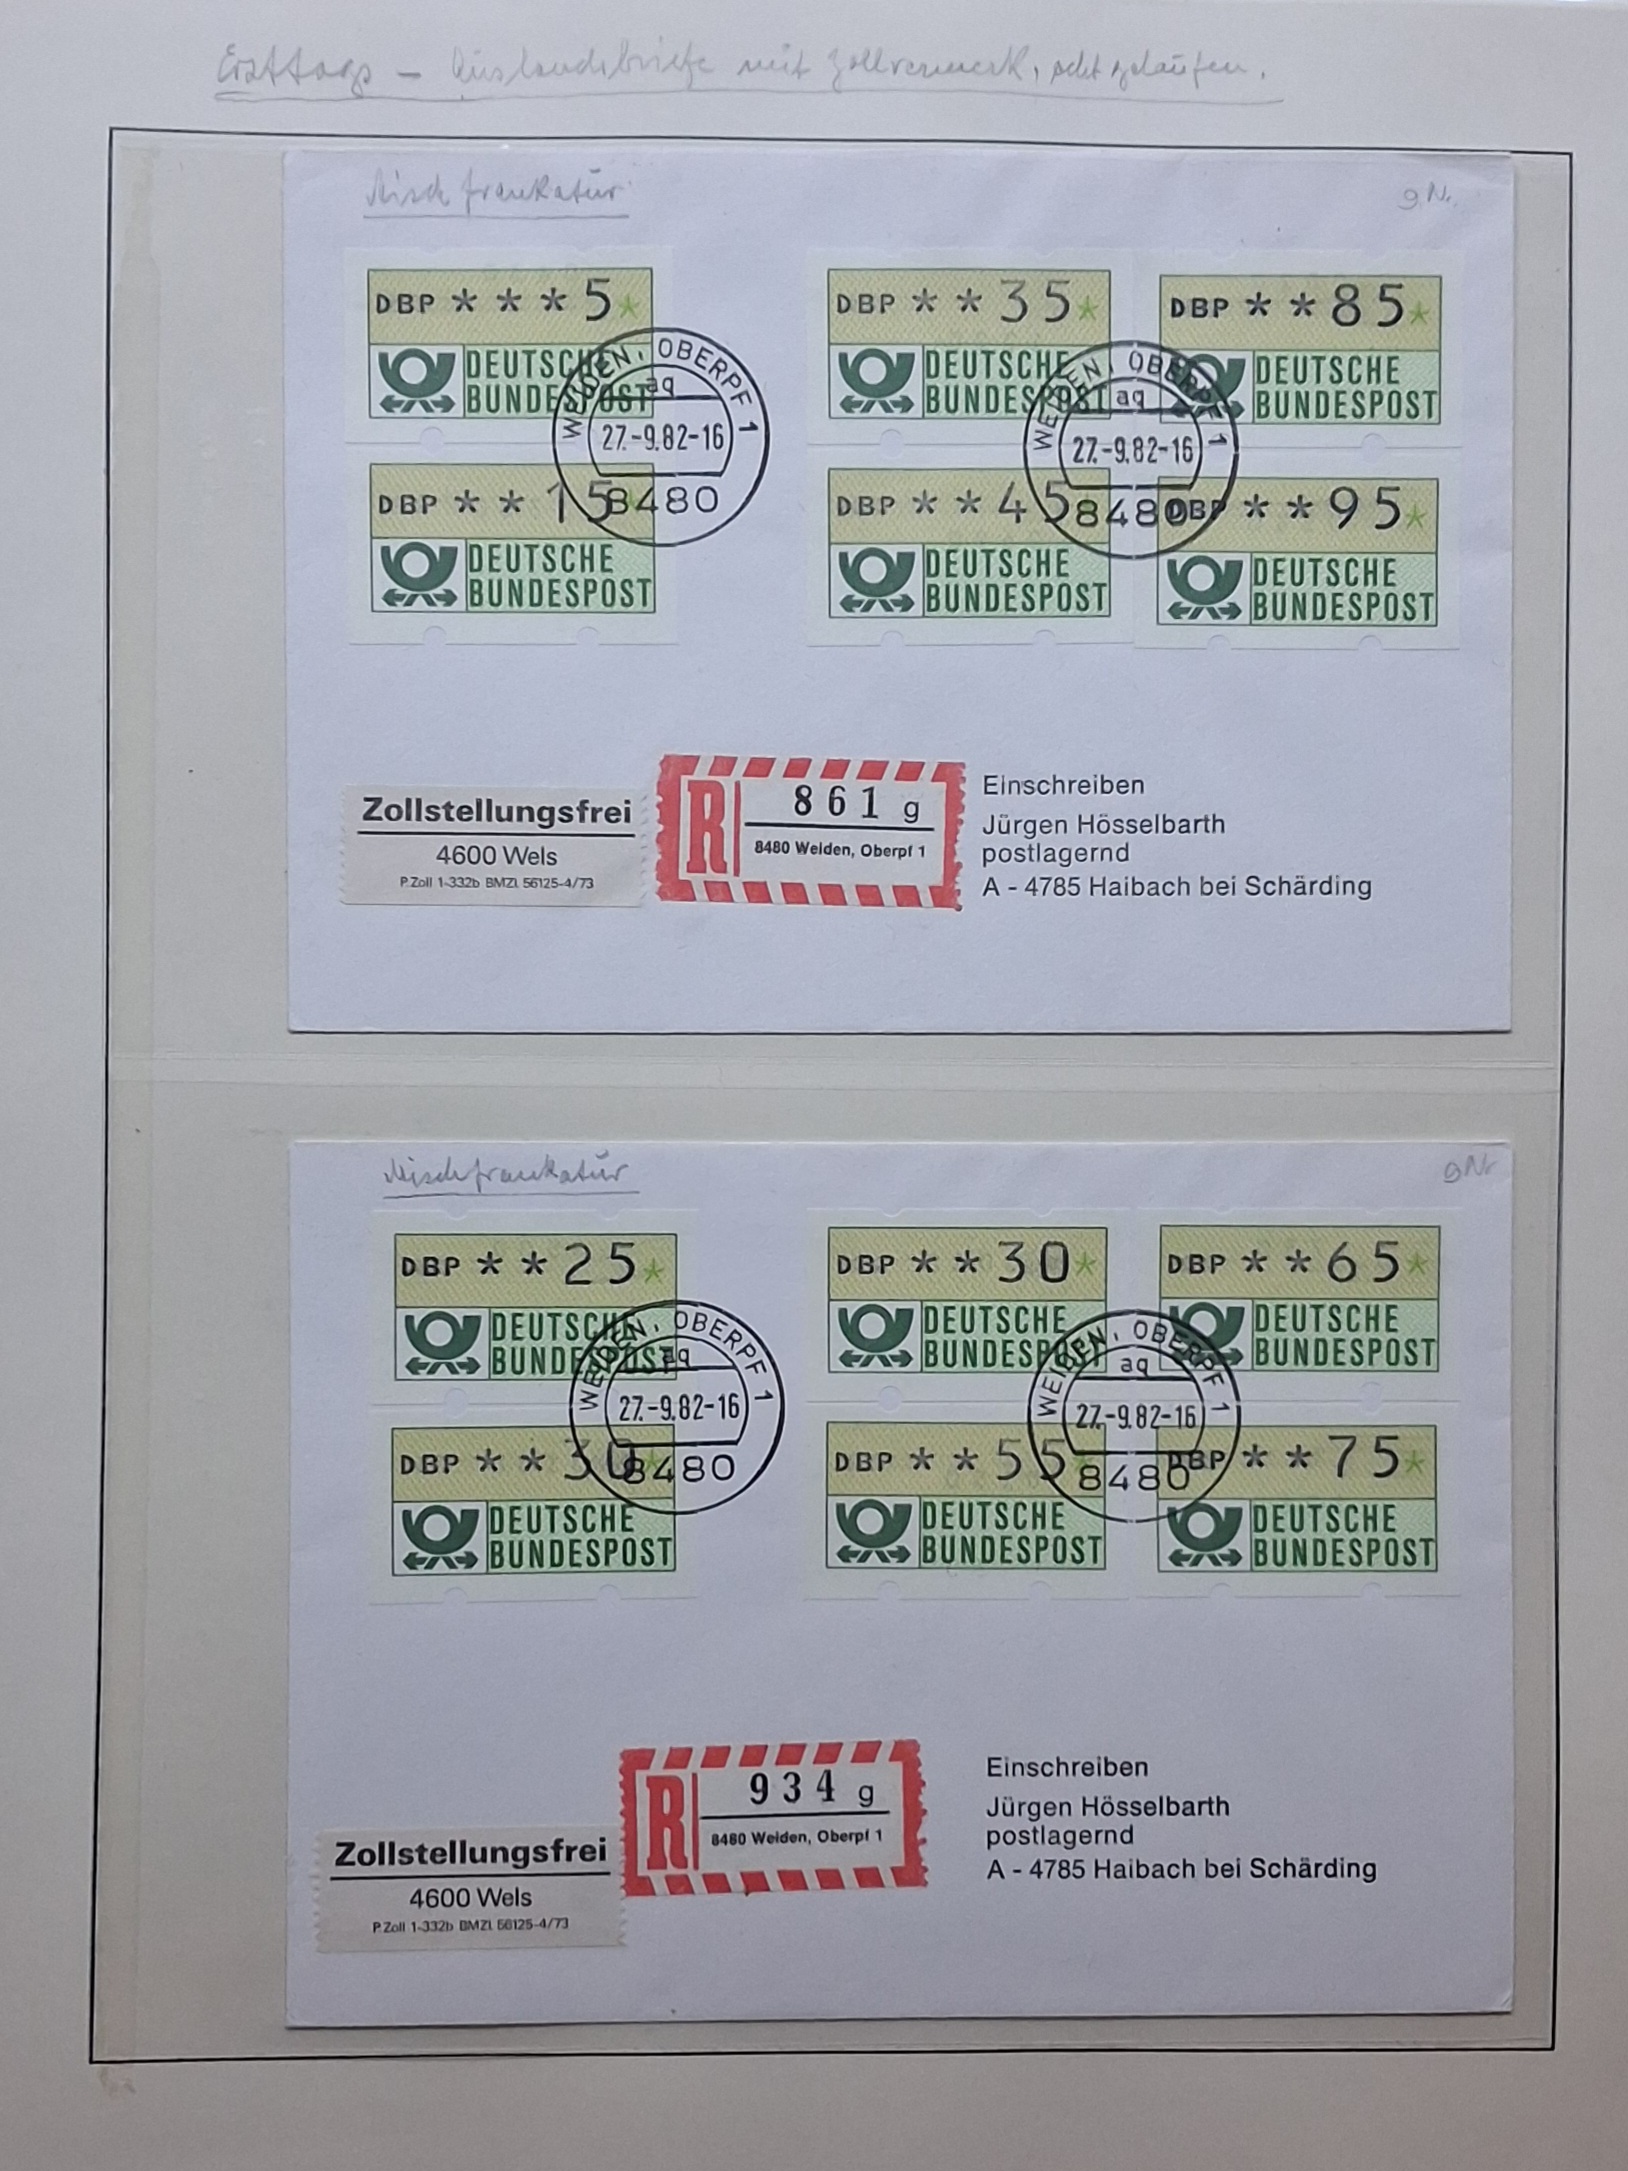 Ersttags - Auslandsbriefe mit Zollvermerk, echt gelaufen.
Mischfrankatur
g Nr.
DBP * * * 5 *
DEUTSCHE
BUNDESPOST
DBP * * 15
DEUTSCHE
BUNDESPOST
WEIDEN, OBERPF 1
aq
27.-9.82-16
8480
DBP * * 35 *
DEUTSCHE
BUNDESPOST
DBP * * 85 *
DEUTSCHE
BUNDESPOST
DBP * * 45
DEUTSCHE
BUNDESPOST
DBP * * 95 *
DEUTSCHE
BUNDESPOST
WEIDEN, OBERPF 1
aq
27.-9.82-16
8480
Zollstellungsfrei
4600 Wels
P. Zoll 1-332b BMZl. 56125-4/73
R
861 g
8480 Weiden, Oberpf 1
Einschreiben
Jürgen Hösselbarth
postlagernd
A - 4785 Haibach bei Schärding
Mischfrankatur
g Nr
DBP * * 25 *
DEUTSCHE
BUNDESPOST
DBP * * 30 *
DEUTSCHE
BUNDESPOST
WEIDEN, OBERPF 1
aq
27.-9.82-16
8480
DBP * * 30 *
DEUTSCHE
BUNDESPOST
DBP * * 65 *
DEUTSCHE
BUNDESPOST
DBP * * 55
DEUTSCHE
BUNDESPOST
DBP * * 75 *
DEUTSCHE
BUNDESPOST
WEIDEN, OBERPF 1
aq
27.-9.82-16
8480
Zollstellungsfrei
4600 Wels
P. Zoll 1-332b BMZl. 56125-4/73
R
934 g
8480 Weiden, Oberpf 1
Einschreiben
Jürgen Hösselbarth
postlagernd
A - 4785 Haibach bei Schärding